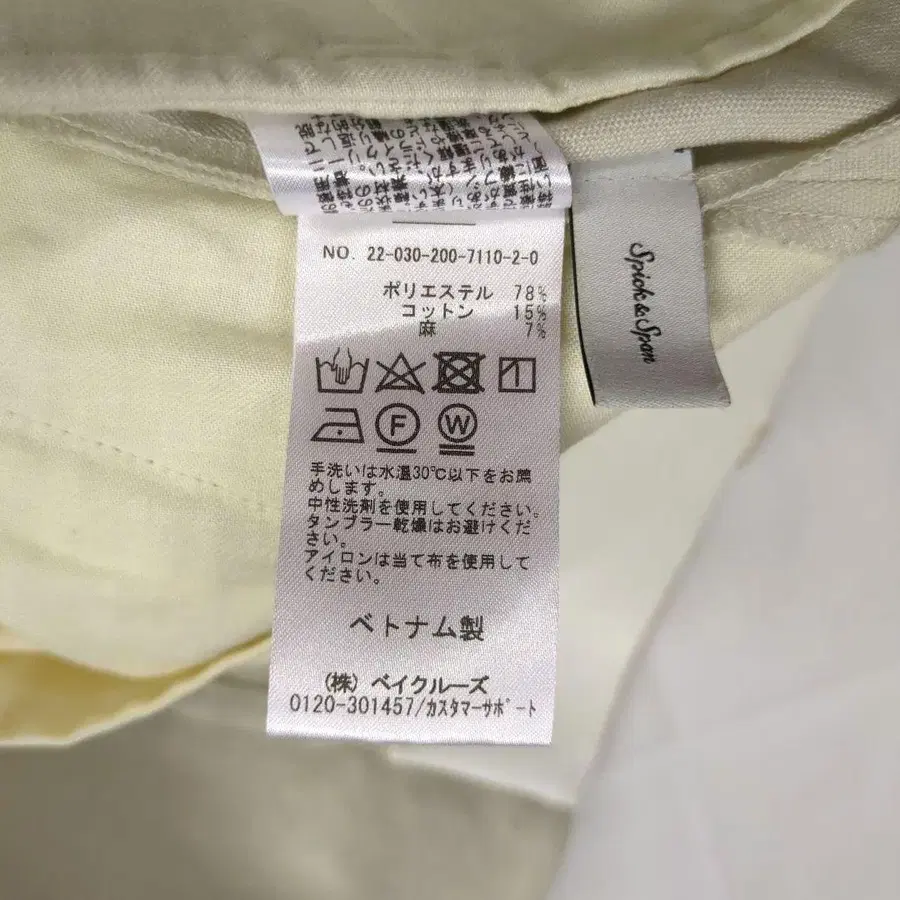 NO. 22-030-200-7110-2-0
ポリエステル 78%
コットン 15%
麻 7%
F W
手洗いは水温30℃以下をお薦
めします。
中性洗剤を使用してください。
タンブラー乾燥はお避けくだ
さい。
アイロンは当て布を使用して
ください。
ベトナム製
(株) ベイクルーズ
0120-301457/カスタマーサポート
Spick&Span